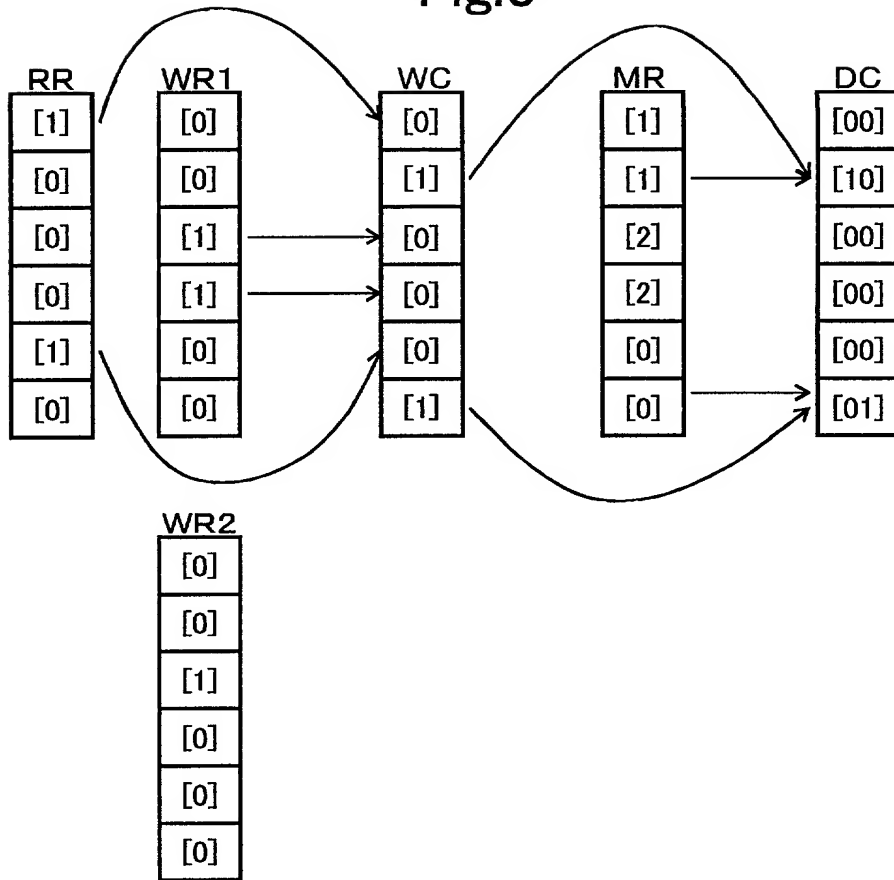 RR WR1 WC MR DC
[1] [0] [0] [1] [00]
[0] [0] [1] [1] [10]
[0] [1] [0] [2] [00]
[0] [1] [0] [2] [00]
[1] [0] [0] [0] [00]
[0] [0] [1] [0] [01]
WR2
[0]
[0]
[1]
[0]
[0]
[0]